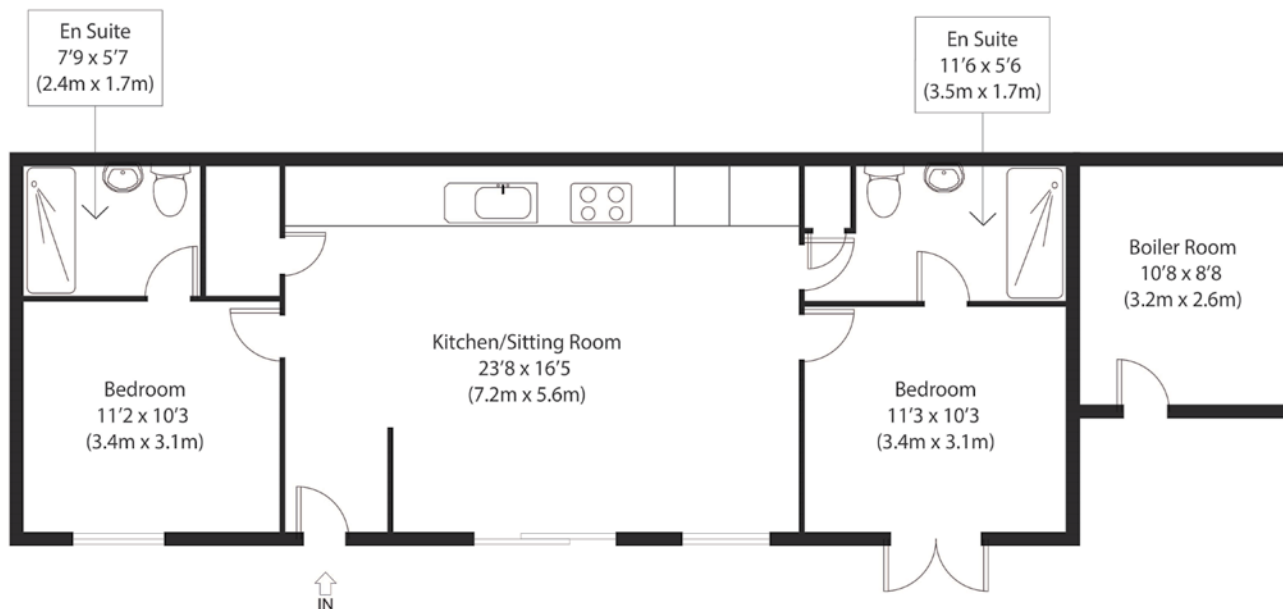 En Suite
7’9 x 5’7
(2.4m x 1.7m)
En Suite
11’6 x 5’6
(3.5m x 1.7m)
Boiler Room
10’8 x 8’8
(3.2m x 2.6m)
Kitchen/Sitting Room
23’8 x 16’5
(7.2m x 5.6m)
Bedroom
11’2 x 10’3
(3.4m x 3.1m)
Bedroom
11’3 x 10’3
(3.4m x 3.1m)
IN